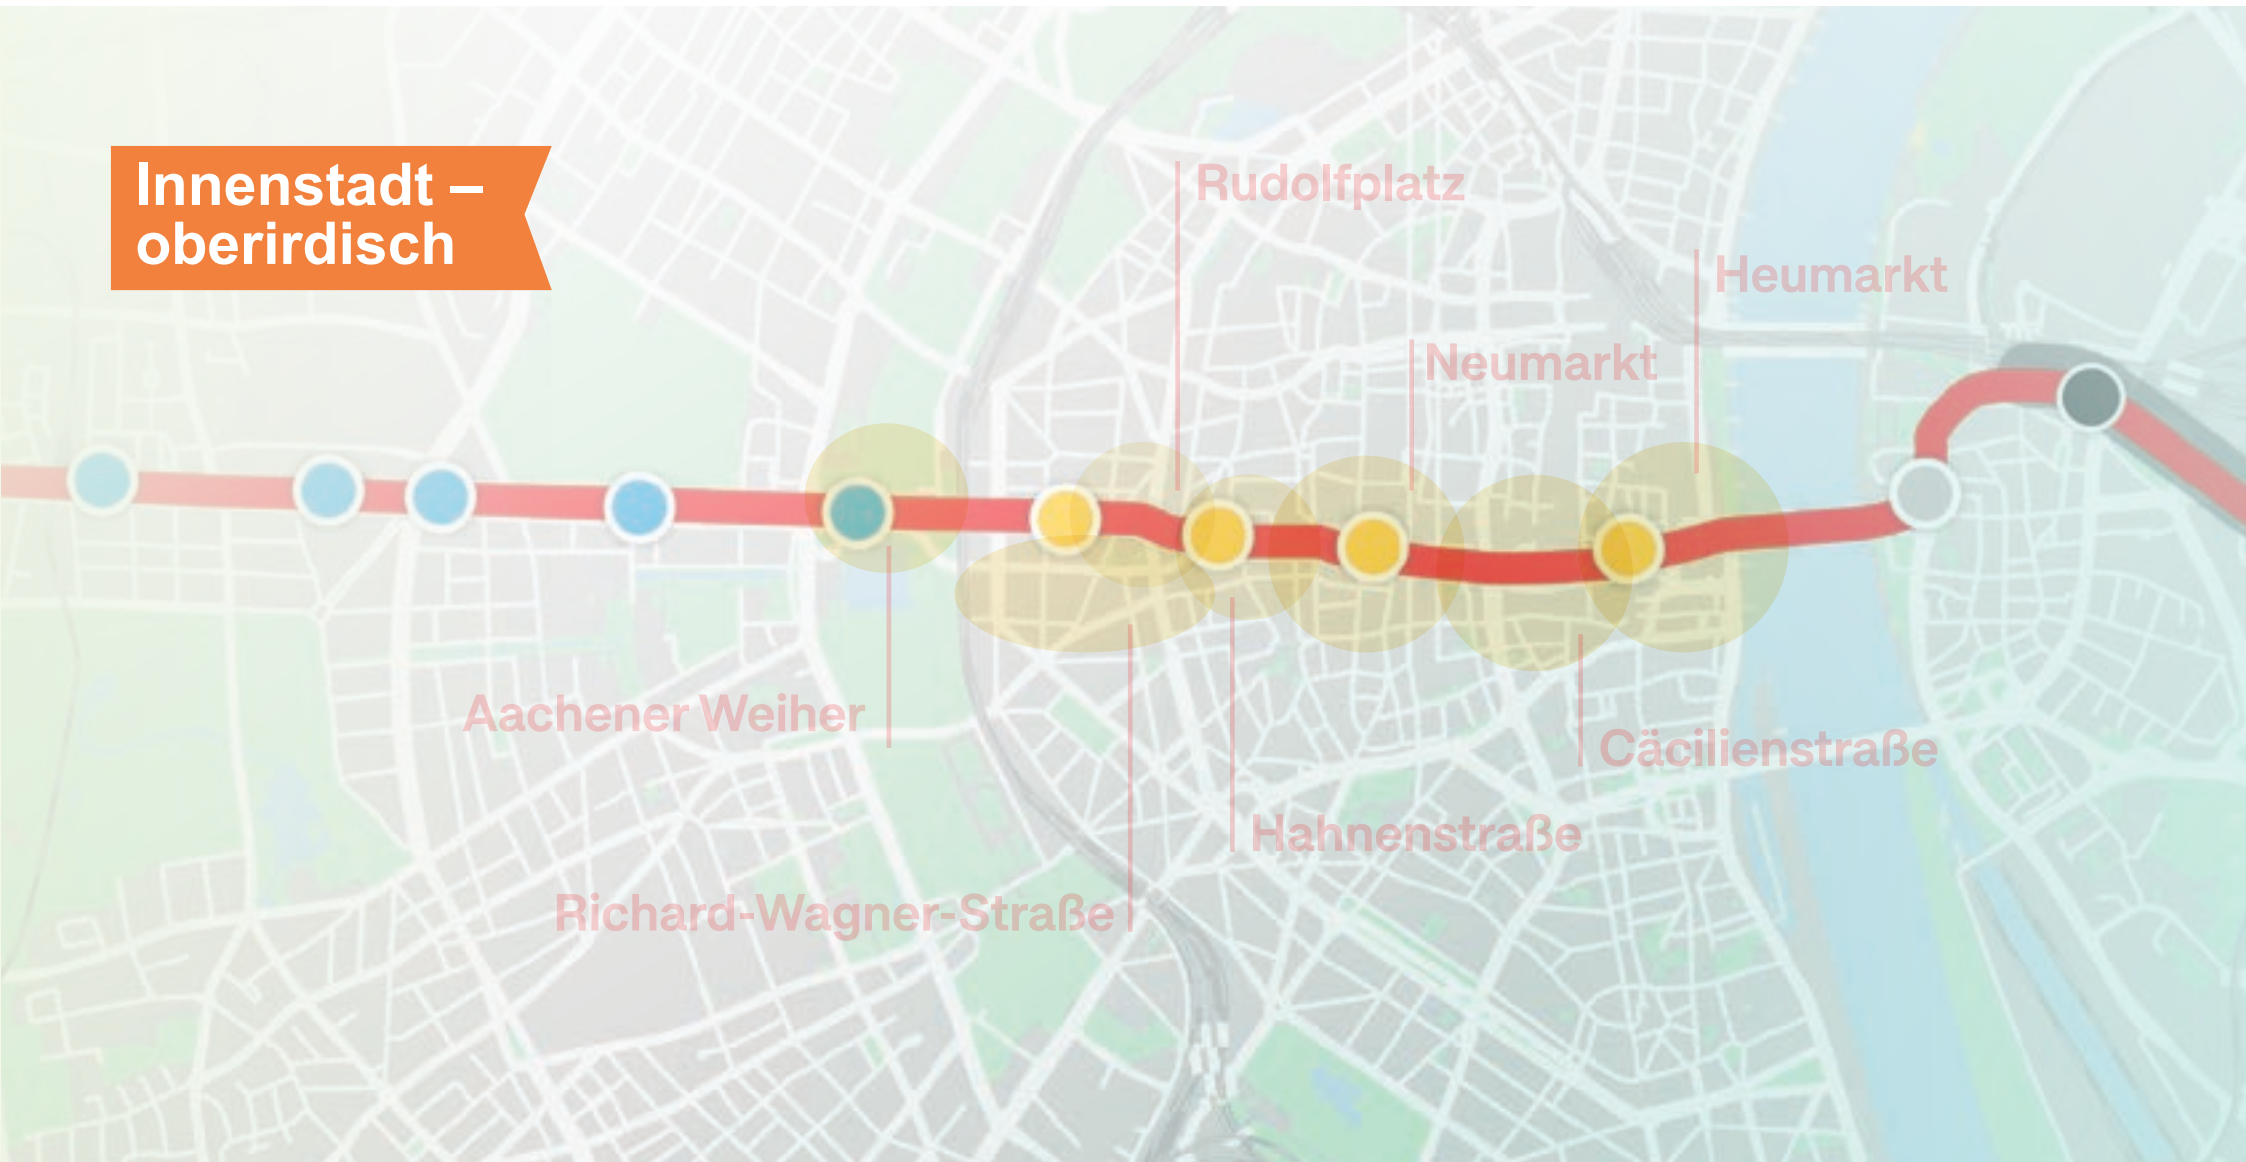 Innenstadt –
oberirdisch
Rudolfplatz
Heumarkt
Neumarkt
Aachener Weiher
Cäcilienstraße
Hahnenstraße
Richard-Wagner-Straße